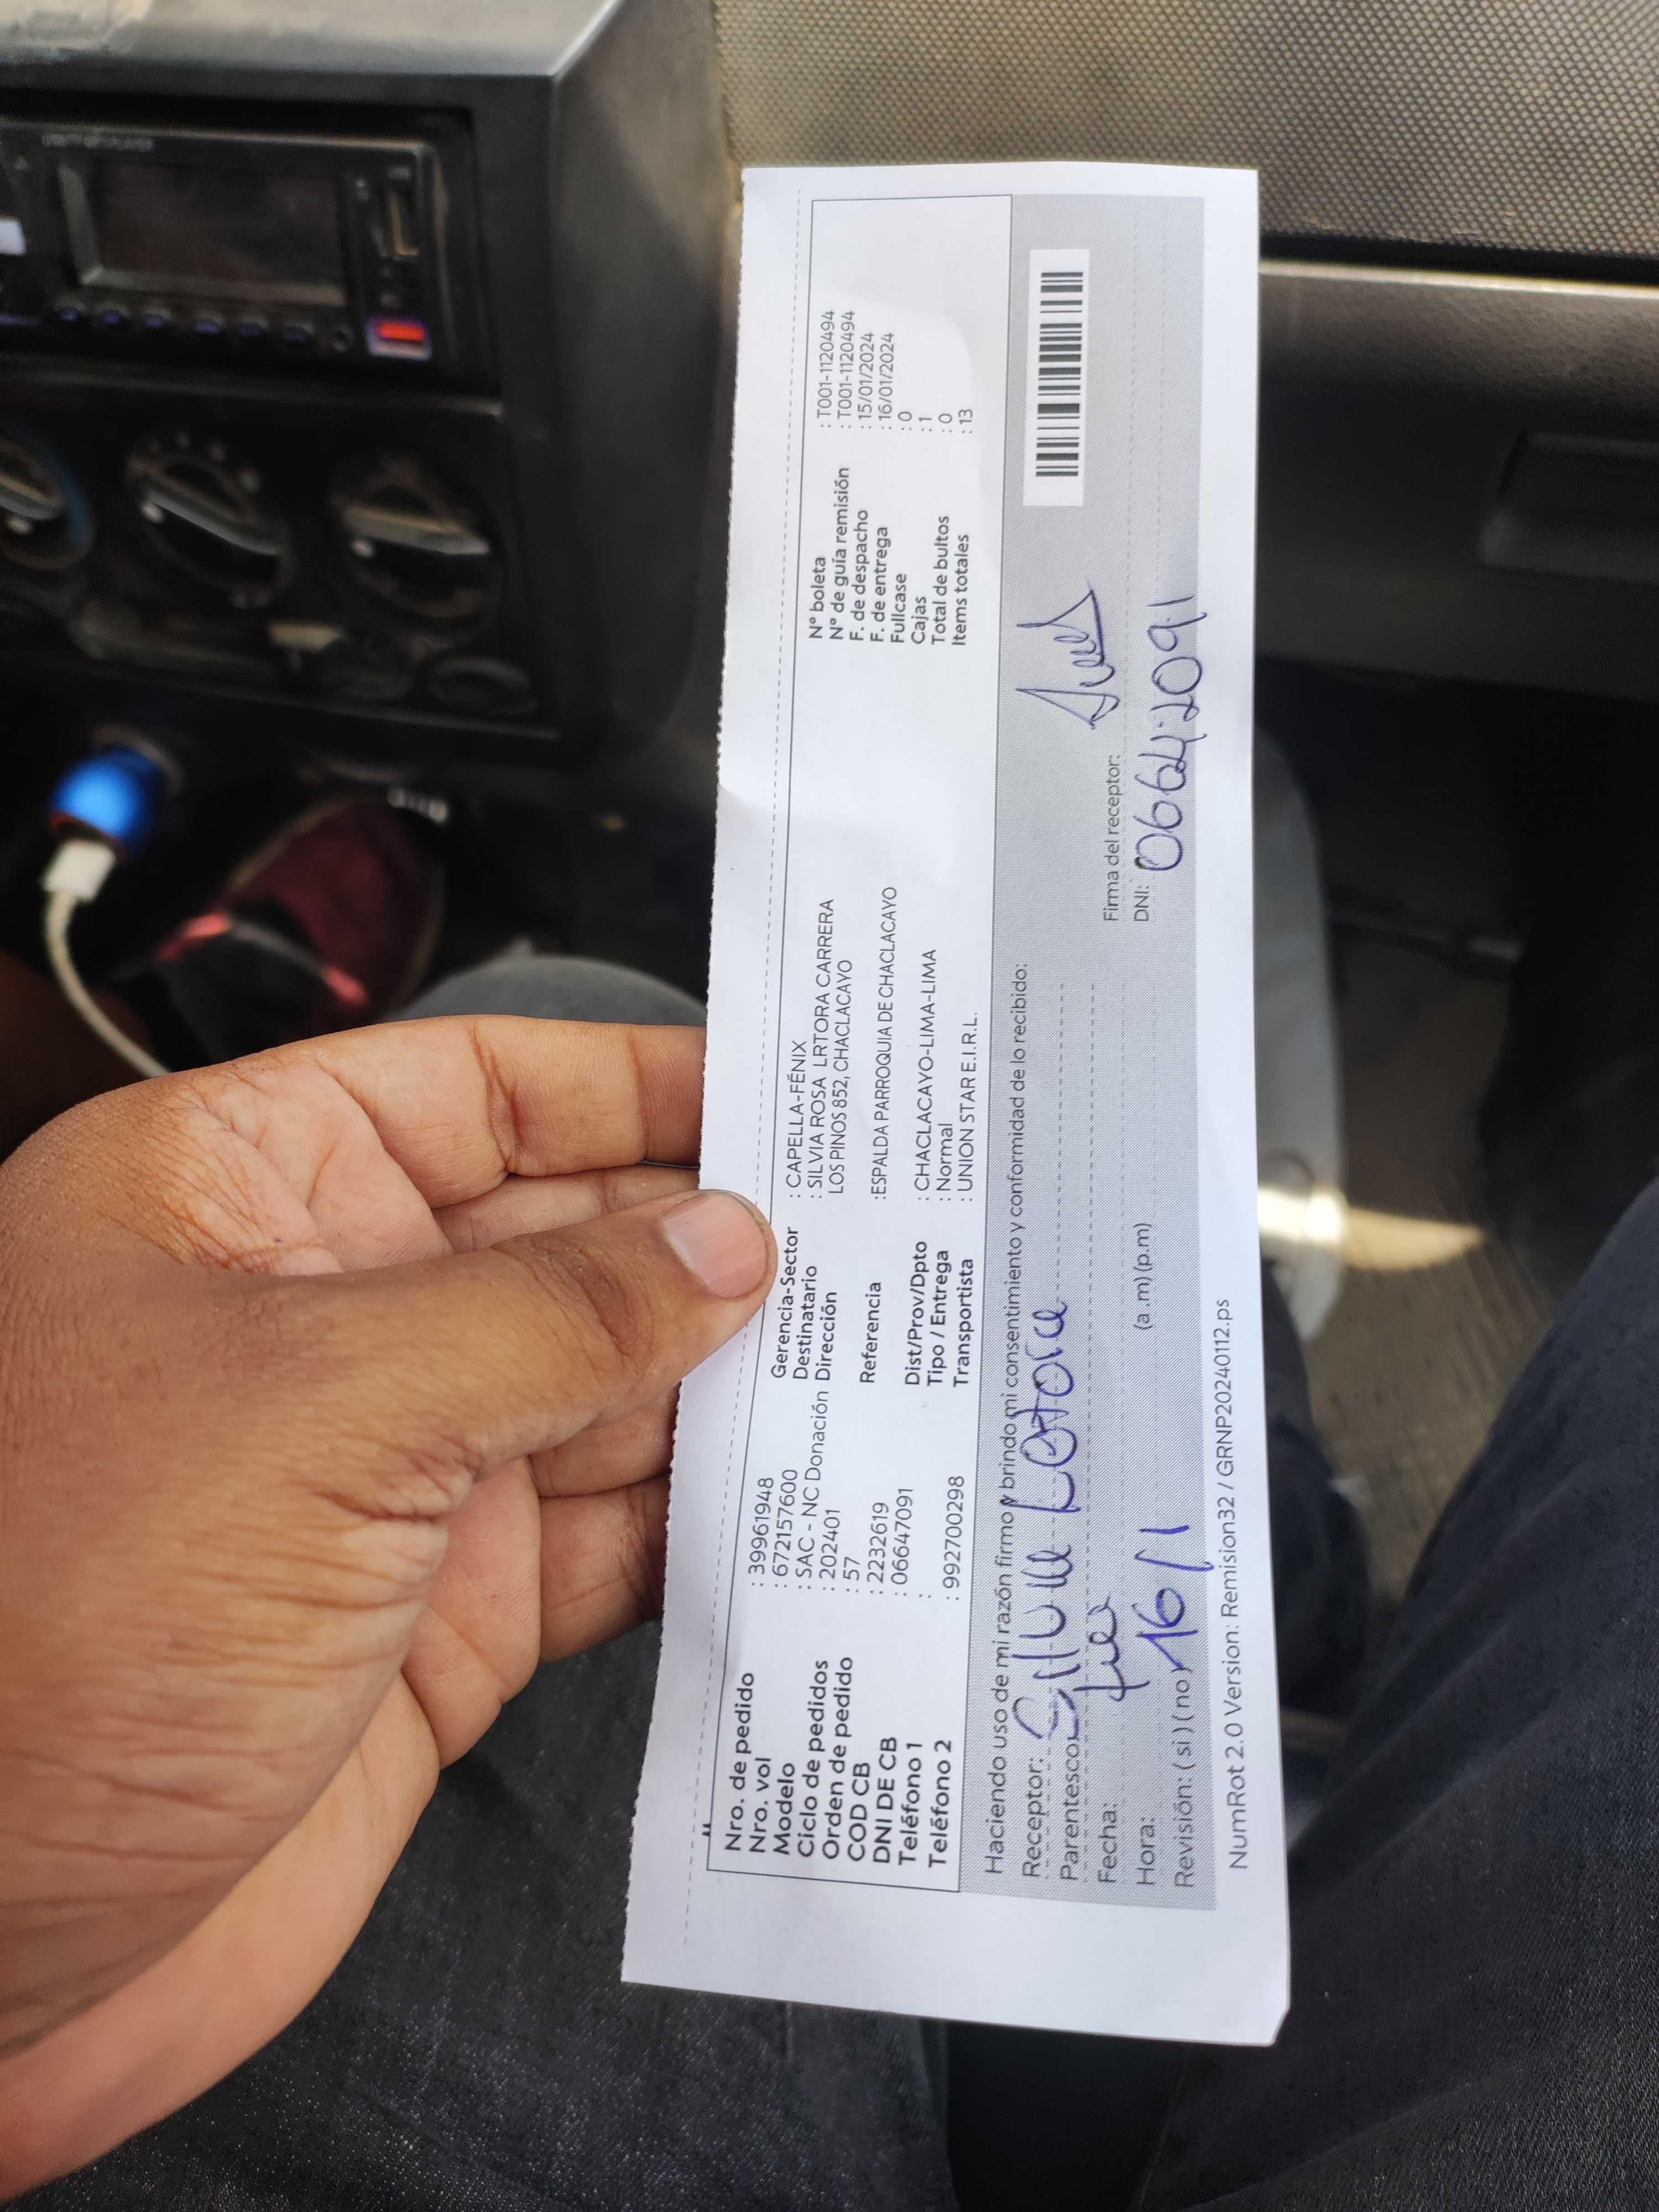 Nro. de pedido : 39961948
Nro. vol : 672157600
Modelo : SAC - NC Donación
Ciclo de pedidos : 202401
Orden de pedido : 57
COD CB : 2232619
DNI DE CB : 06647091
Teléfono 1 :
Teléfono 2 : 992700298
Gerencia-Sector : CAPELLA-FÉNIX
Destinatario : SILVIA ROSA LRTORA CARRERA
Dirección LOS PINOS 852, CHACLACAYO
Referencia :ESPALDA PARROQUIA DE CHACLACAYO
Dist/Prov/Dpto : CHACLACAYO-LIMA-LIMA
Tipo / Entrega : Normal
Transportista : UNION STAR E.I.R.L.
N° boleta : T001-1120494
N° de guía remisión : T001-1120494
F. de despacho : 15/01/2024
F. de entrega : 16/01/2024
Fullcase : 0
Cajas : 1
Total de bultos : 0
Items totales : 13
Haciendo uso de mi razón firmo y brindo mi consentimiento y conformidad de lo recibido:
Receptor:
Parentesco:
Fecha:
Hora: 16/1 (a.m) (p.m)
Revisión: ( si ) ( no )
Firma del receptor:
DNI:
NumRot 2.0 Version: Remision32 / GRNP20240112.ps